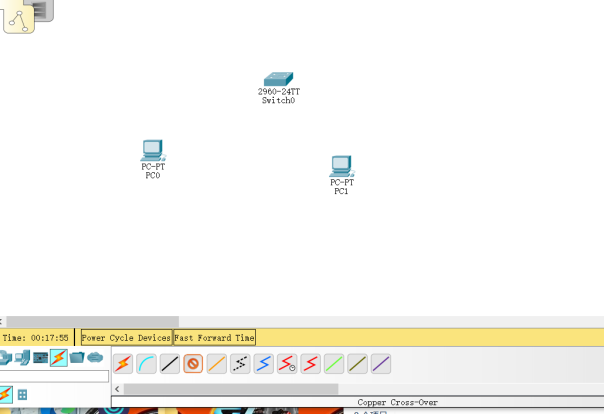 2960-24TT
Switch0
PC-PT
PC0
PC-PT
PC1
Time: 00:17:55
Power Cycle Devices
Fast Forward Time
Copper Cross-Over